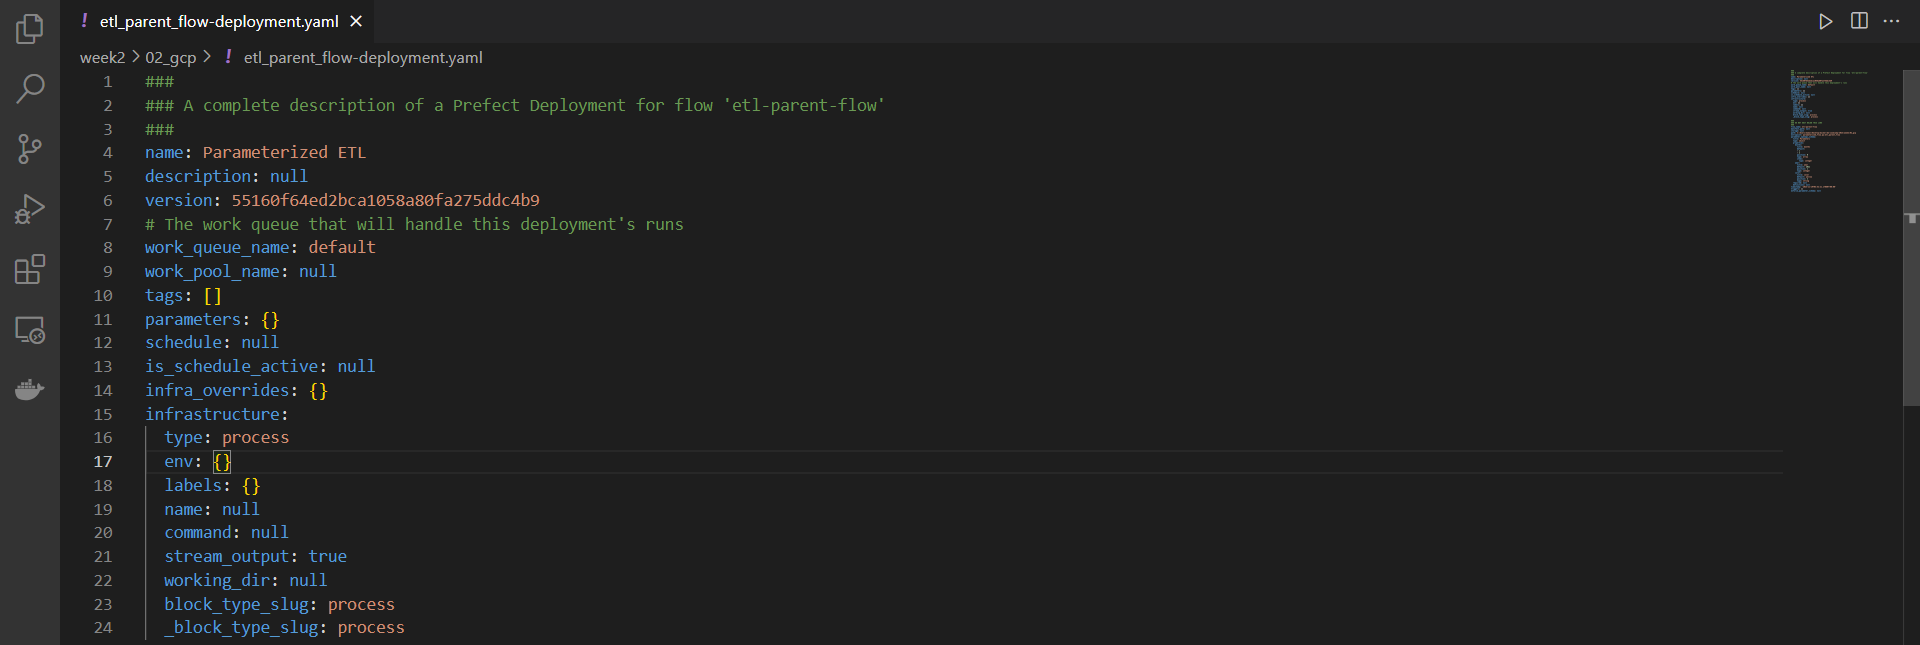 ! etl_parent_flow-deployment.yaml ×
week2 > 02_gcp > ! etl_parent_flow-deployment.yaml
1 ###
2 ### A complete description of a Prefect Deployment for flow 'etl-parent-flow'
3 ###
4 name: Parameterized ETL
5 description: null
6 version: 55160f64ed2bca1058a80fa275ddc4b9
7 # The work queue that will handle this deployment's runs
8 work_queue_name: default
9 work_pool_name: null
10 tags: []
11 parameters: {}
12 schedule: null
13 is_schedule_active: null
14 infra_overrides: {}
15 infrastructure:
16   type: process
17   env: {}
18   labels: {}
19   name: null
20   command: null
21   stream_output: true
22   working_dir: null
23   block_type_slug: process
24   _block_type_slug: process